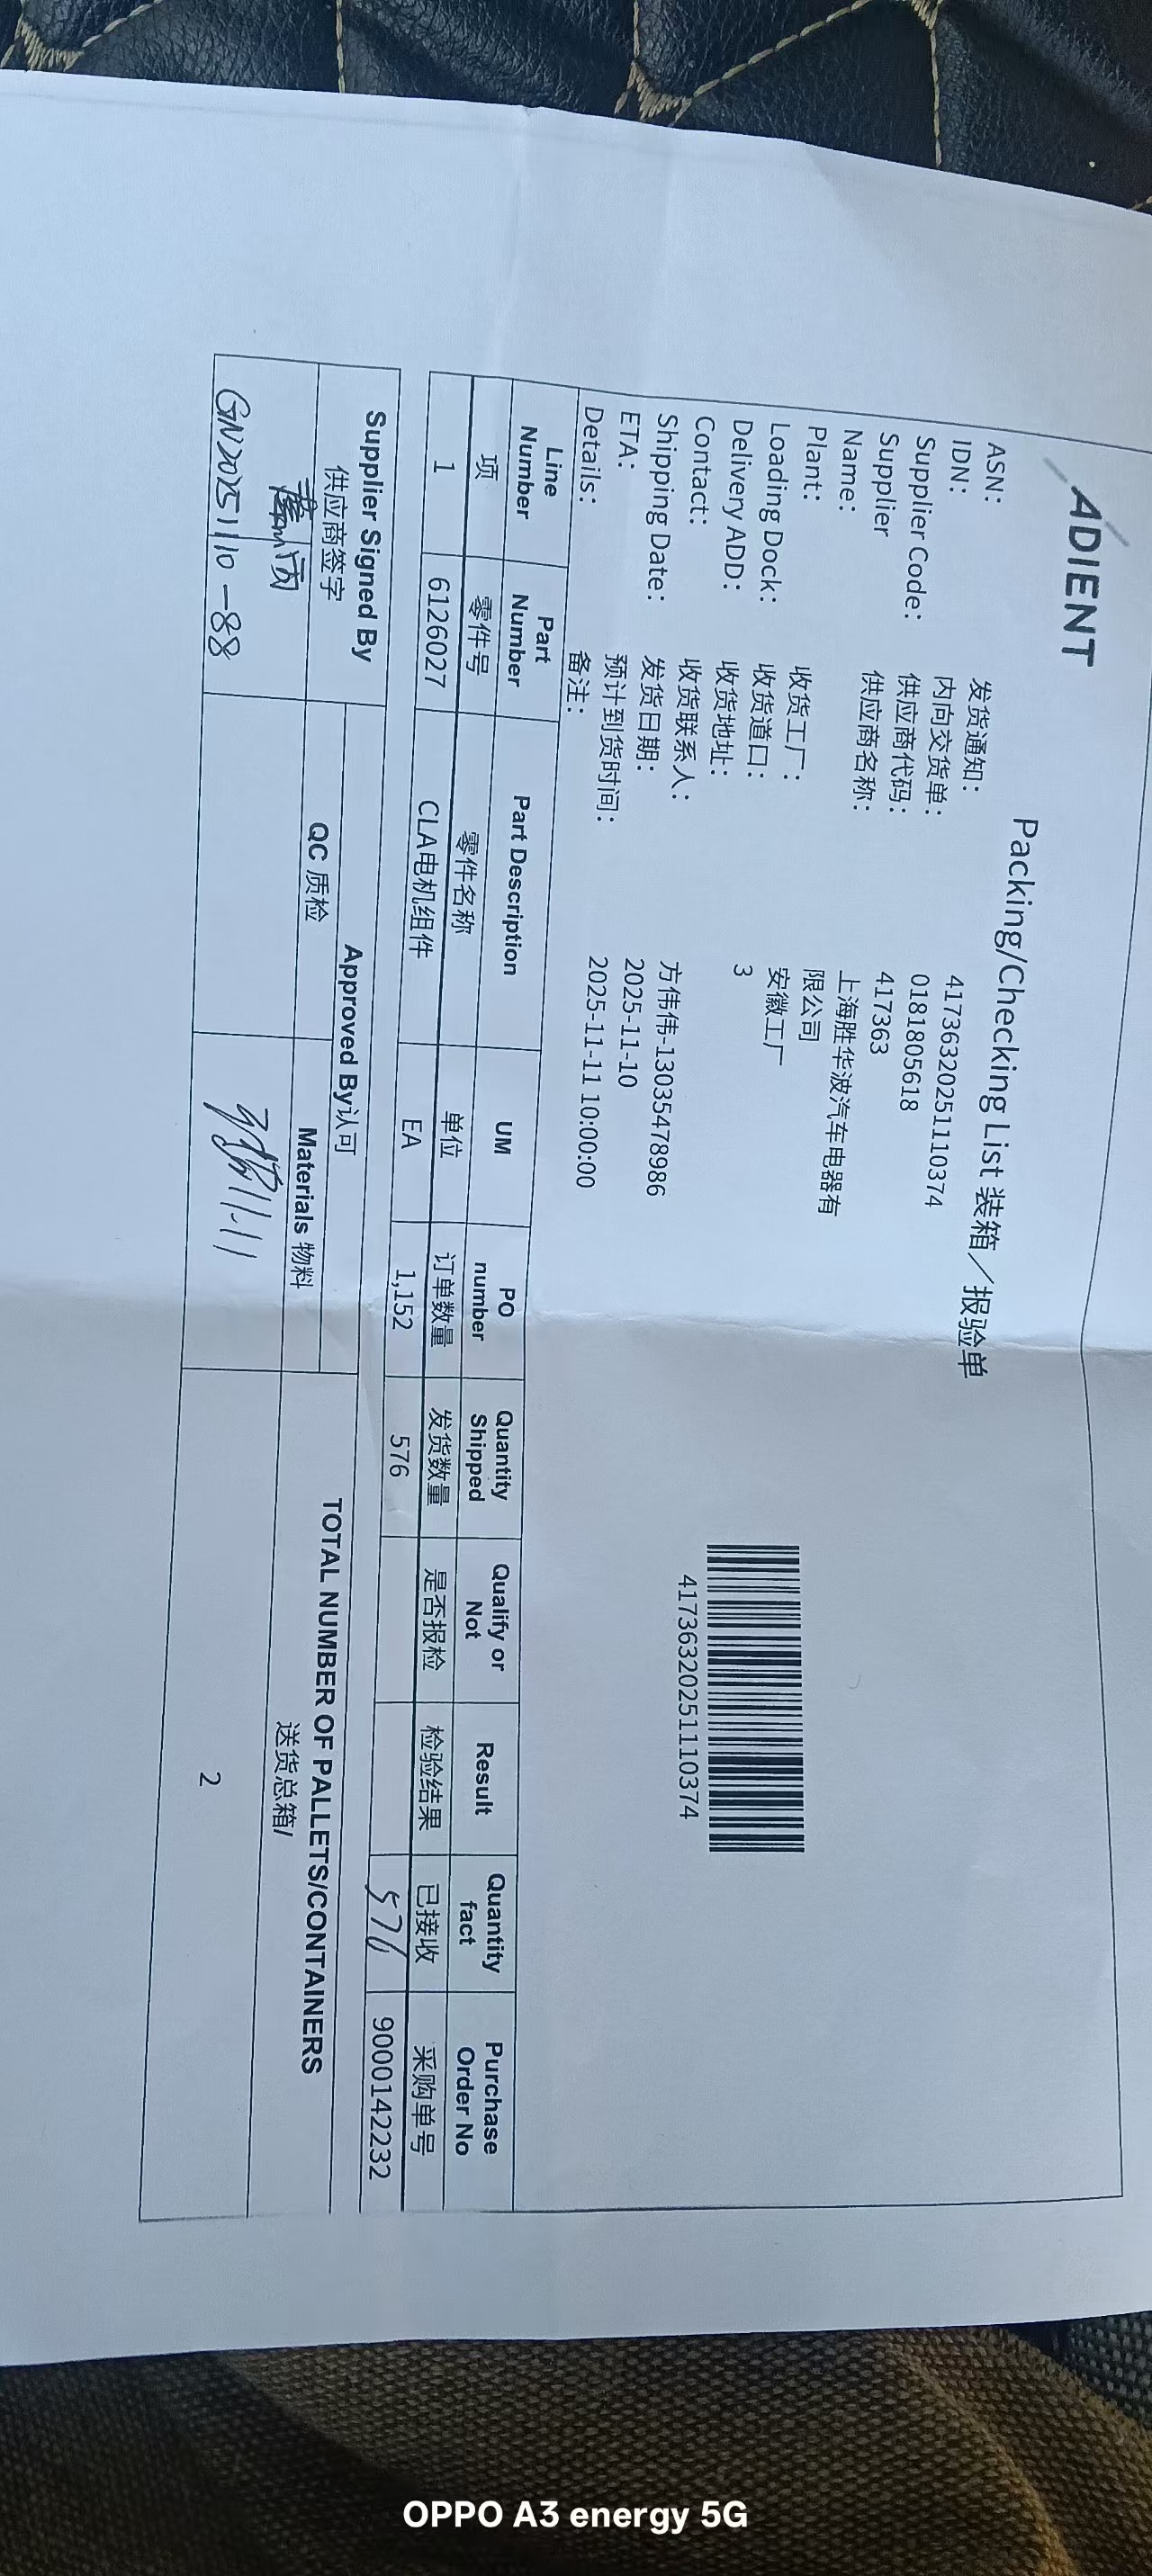 ADIENT
Packing/Checking List 装箱／报验单
ASN: 发货通知: 41736320251110374
IDN: 内向交货单: 0181805618
Supplier Code: 供应商代码: 417363
Supplier Name: 供应商名称: 上海胜华波汽车电器有限公司
Plant: 收货工厂: 安徽工厂
Loading Dock: 收货道口: 3
Delivery ADD: 收货地址:
Contact: 收货联系人: 方伟伟-13035478986
Shipping Date: 发货日期: 2025-11-10
ETA: 预计到货时间: 2025-11-11 10:00:00
Details: 备注:
41736320251110374
Line Number Part Number Part Description UM PO number Quantity Shipped Qualify or Not Result Quantity fact Purchase Order No
项 零件号 零件名称 单位 订单数量 发货数量 是否报检 检验结果 已接收 采购单号
1 6126027 CLA电机组件 EA 1,152 576 576 9000142232
Supplier Signed By Approved By认可 TOTAL NUMBER OF PALLETS/CONTAINERS
供应商签字 QC 质检 Materials 物料 送货总箱/
GN20251110-88 11.11 2
OPPO A3 energy 5G